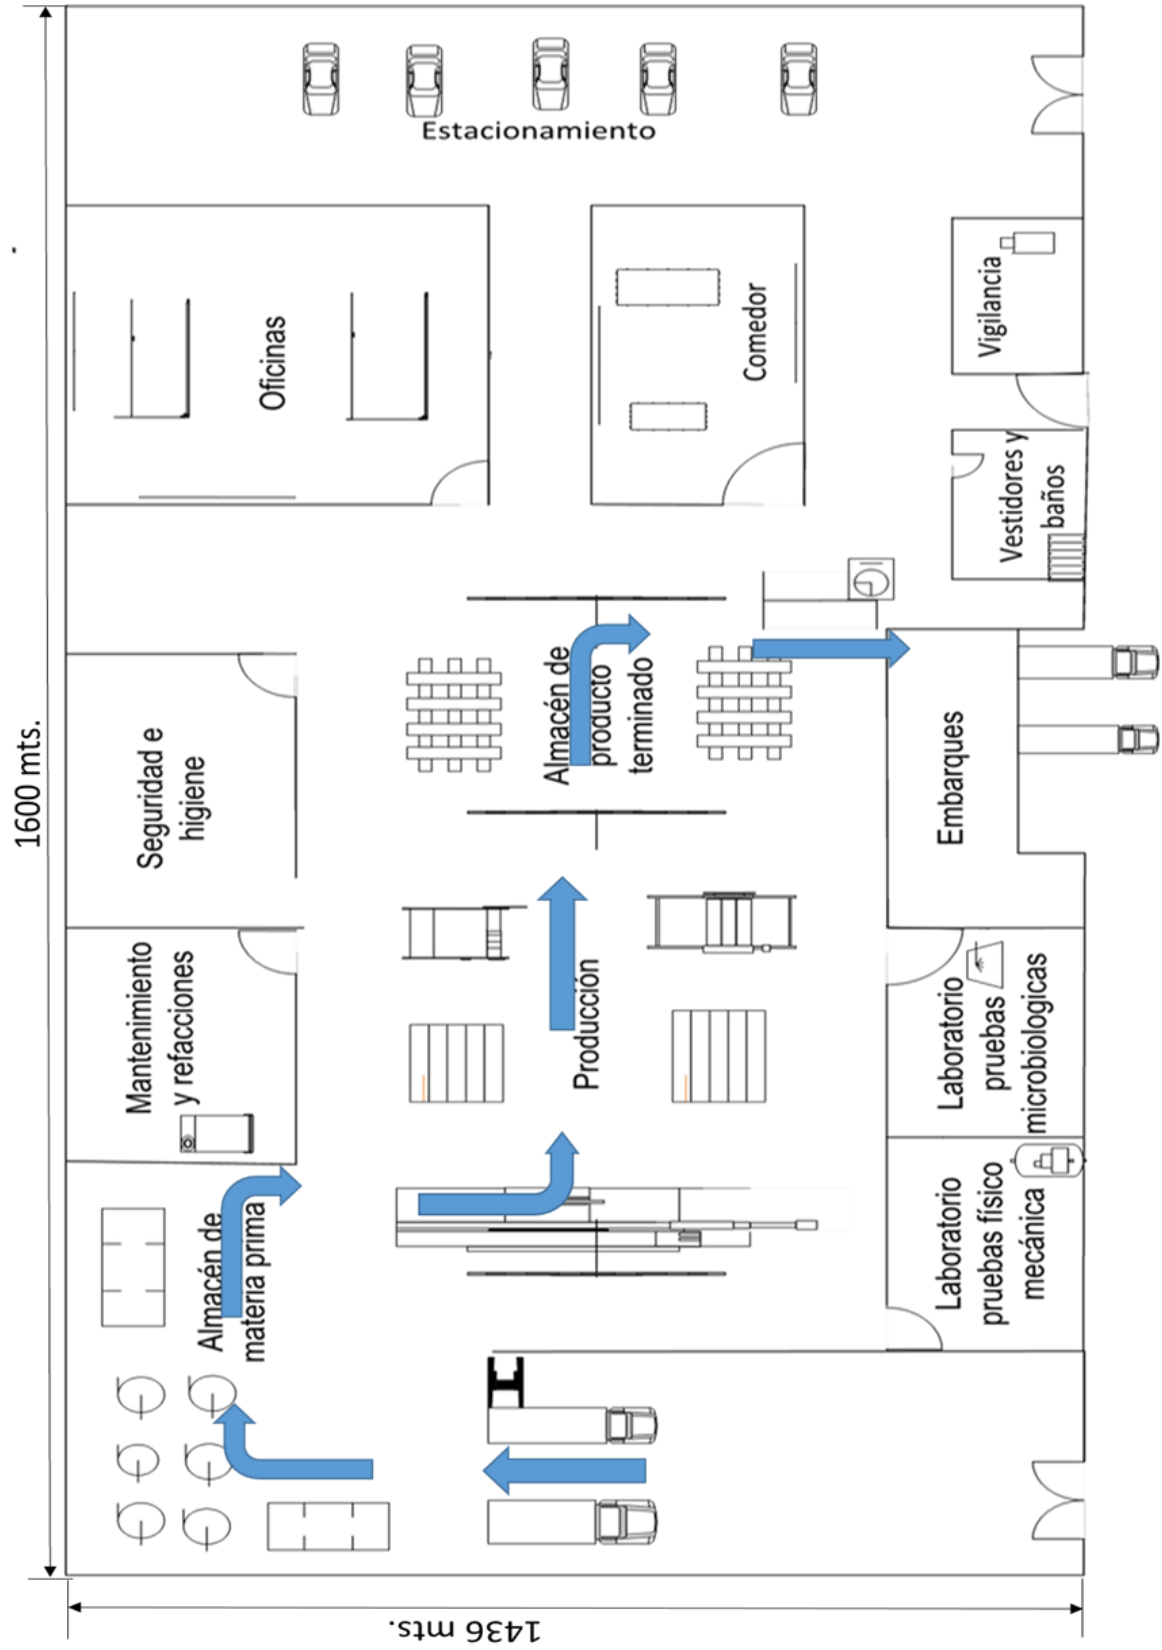 Estacionamiento
Oficinas
Comedor
Vigilancia
Vestidores y
baños
1600 mts.
Seguridad e
higiene
Almacén de
producto
terminado
Embarques
Mantenimiento
y refacciones
Producción
Laboratorio
pruebas
microbiologicas
Almacén de
materia prima
Laboratorio
pruebas físico
mecánica
1436 mts.